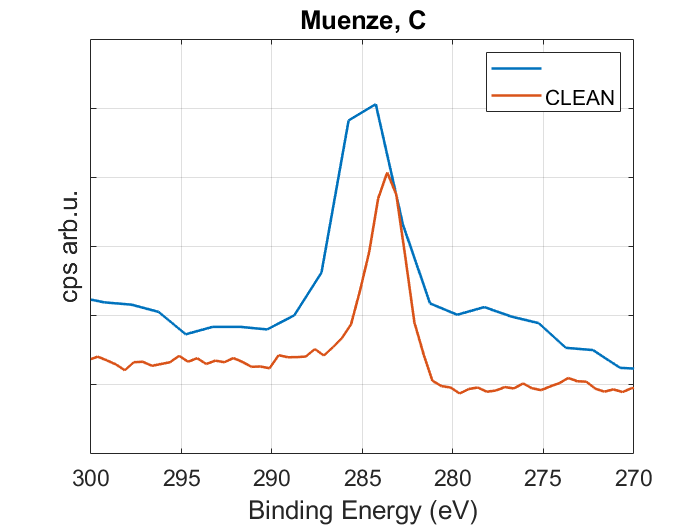 Muenze, C
CLEAN
cps arb.u.
300 295 290 285 280 275 270
Binding Energy (eV)